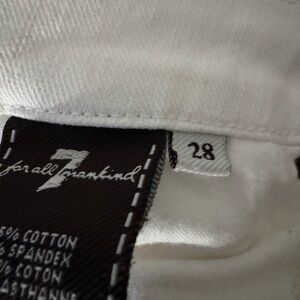 7
for all mankind
28
5% COTTON
% SPANDEX
% COTON
ASTHANNE